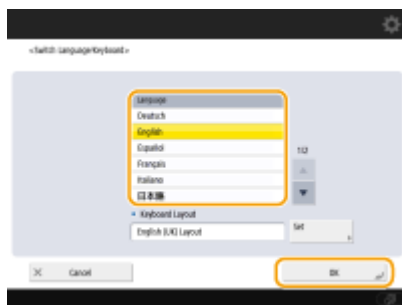 <Switch Language/Keyboard>
Language
Deutsch
English
Español
Français
Italiano
日本語
1/2
Keyboard Layout
English (UK) Layout
Set
Cancel
OK